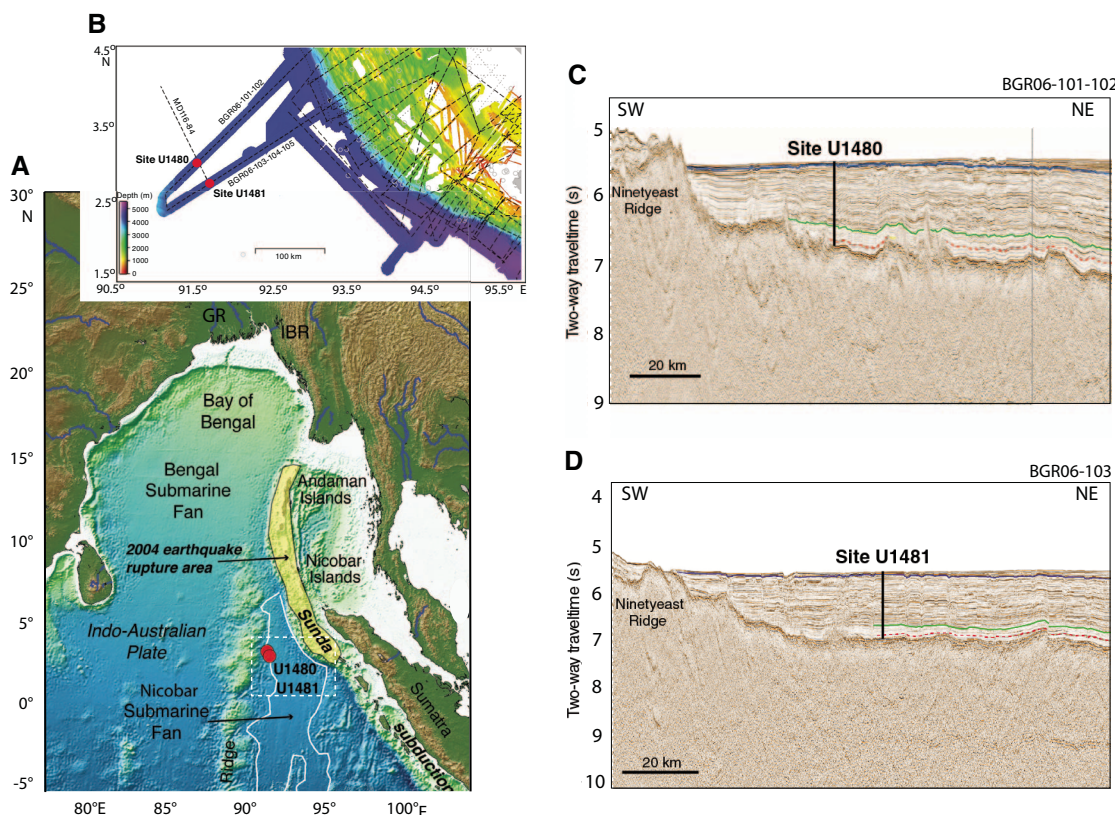 B
4.5°
N
3.5°
2.5°
1.5°
MD116-84
BGR06-101-102
Site U1480
BGR06-103-104-105
Site U1481
Depth (m)
5000
4000
3000
2000
1000
0
100 km
90.5° 91.5° 92.5° 93.5° 94.5° 95.5° E
A
30°
N
25°
20°
15°
10°
5°
0°
-5°
GR
IBR
Bay of
Bengal
Bengal
Submarine
Fan
Andaman
Islands
2004 earthquake
rupture area
Nicobar
Islands
Sunda
Indo-Australian
Plate
U1480
U1481
Nicobar
Submarine
Fan
Sumatra
Ridge
subduction
80°E 85° 90° 95° 100°E
C
BGR06-101-102
SW
NE
Site U1480
Ninetyeast
Ridge
Two-way traveltime (s)
5
6
7
8
9
20 km
D
BGR06-103
SW
NE
Site U1481
Ninetyeast
Ridge
Two-way traveltime (s)
4
5
6
7
8
9
10
20 km